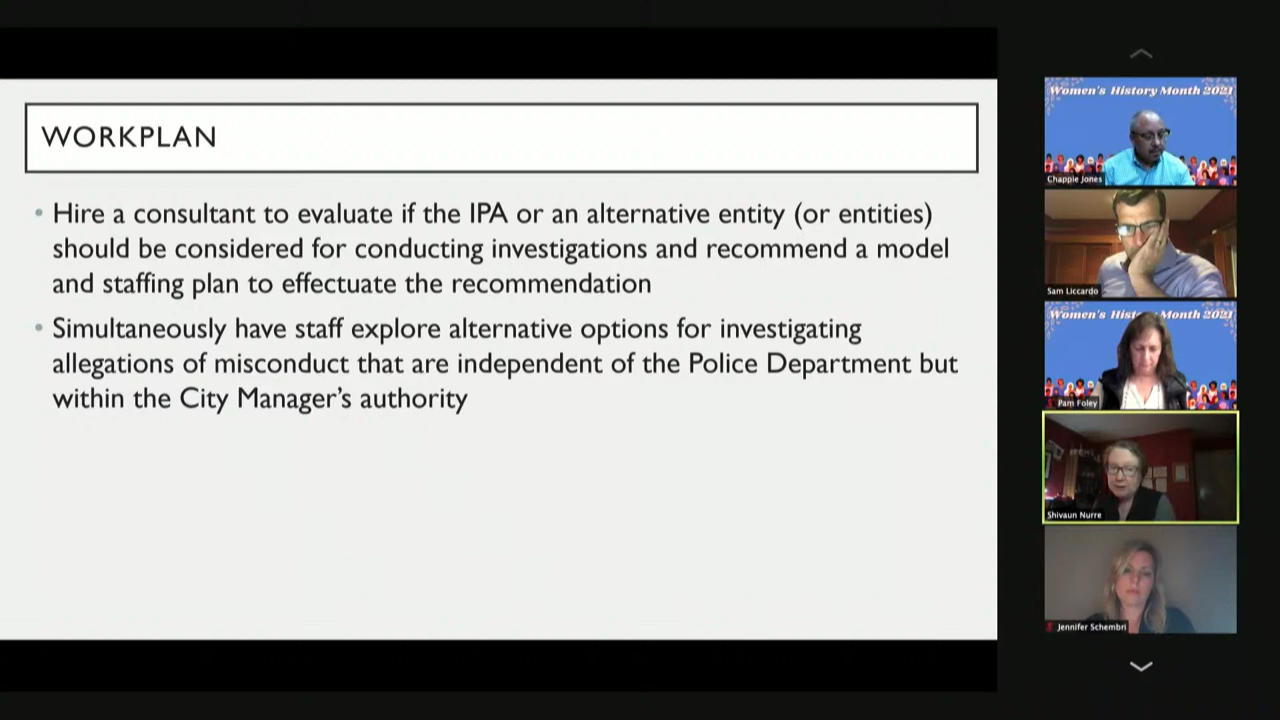 WORKPLAN
• Hire a consultant to evaluate if the IPA or an alternative entity (or entities)
should be considered for conducting investigations and recommend a model
and staffing plan to effectuate the recommendation
• Simultaneously have staff explore alternative options for investigating
allegations of misconduct that are independent of the Police Department but
within the City Manager's authority
Women's History Month 2021
Chappie Jones
Sam Liccardo
Women's History Month 2021
Pam Foley
Shivaun Nurre
Jennifer Schembri